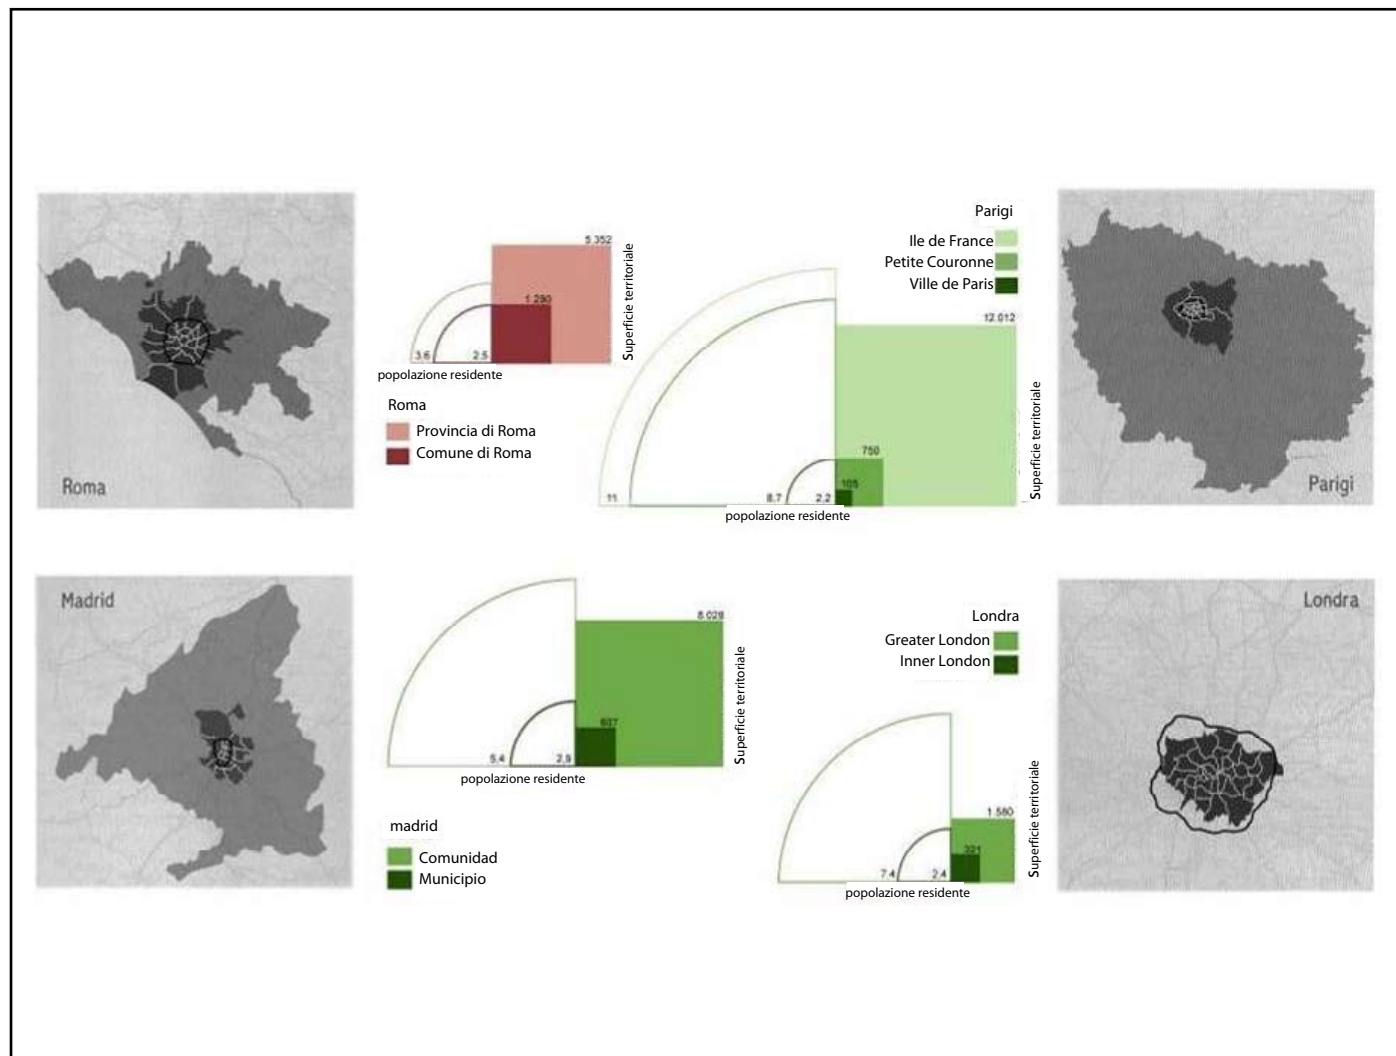 Roma
5 352
1 290
3.6
2.5
popolazione residente
Superficie territoriale
Roma
Provincia di Roma
Comune di Roma
Parigi
Ile de France
Petite Couronne
Ville de Paris
12.012
750
105
11
8.7
2.2
popolazione residente
Superficie territoriale
Parigi
Madrid
8 028
607
5,4
2,9
popolazione residente
Superficie territoriale
madrid
Comunidad
Municipio
Londra
Greater London
Inner London
1 580
321
7.4
2,4
popolazione residente
Superficie territoriale
Londra